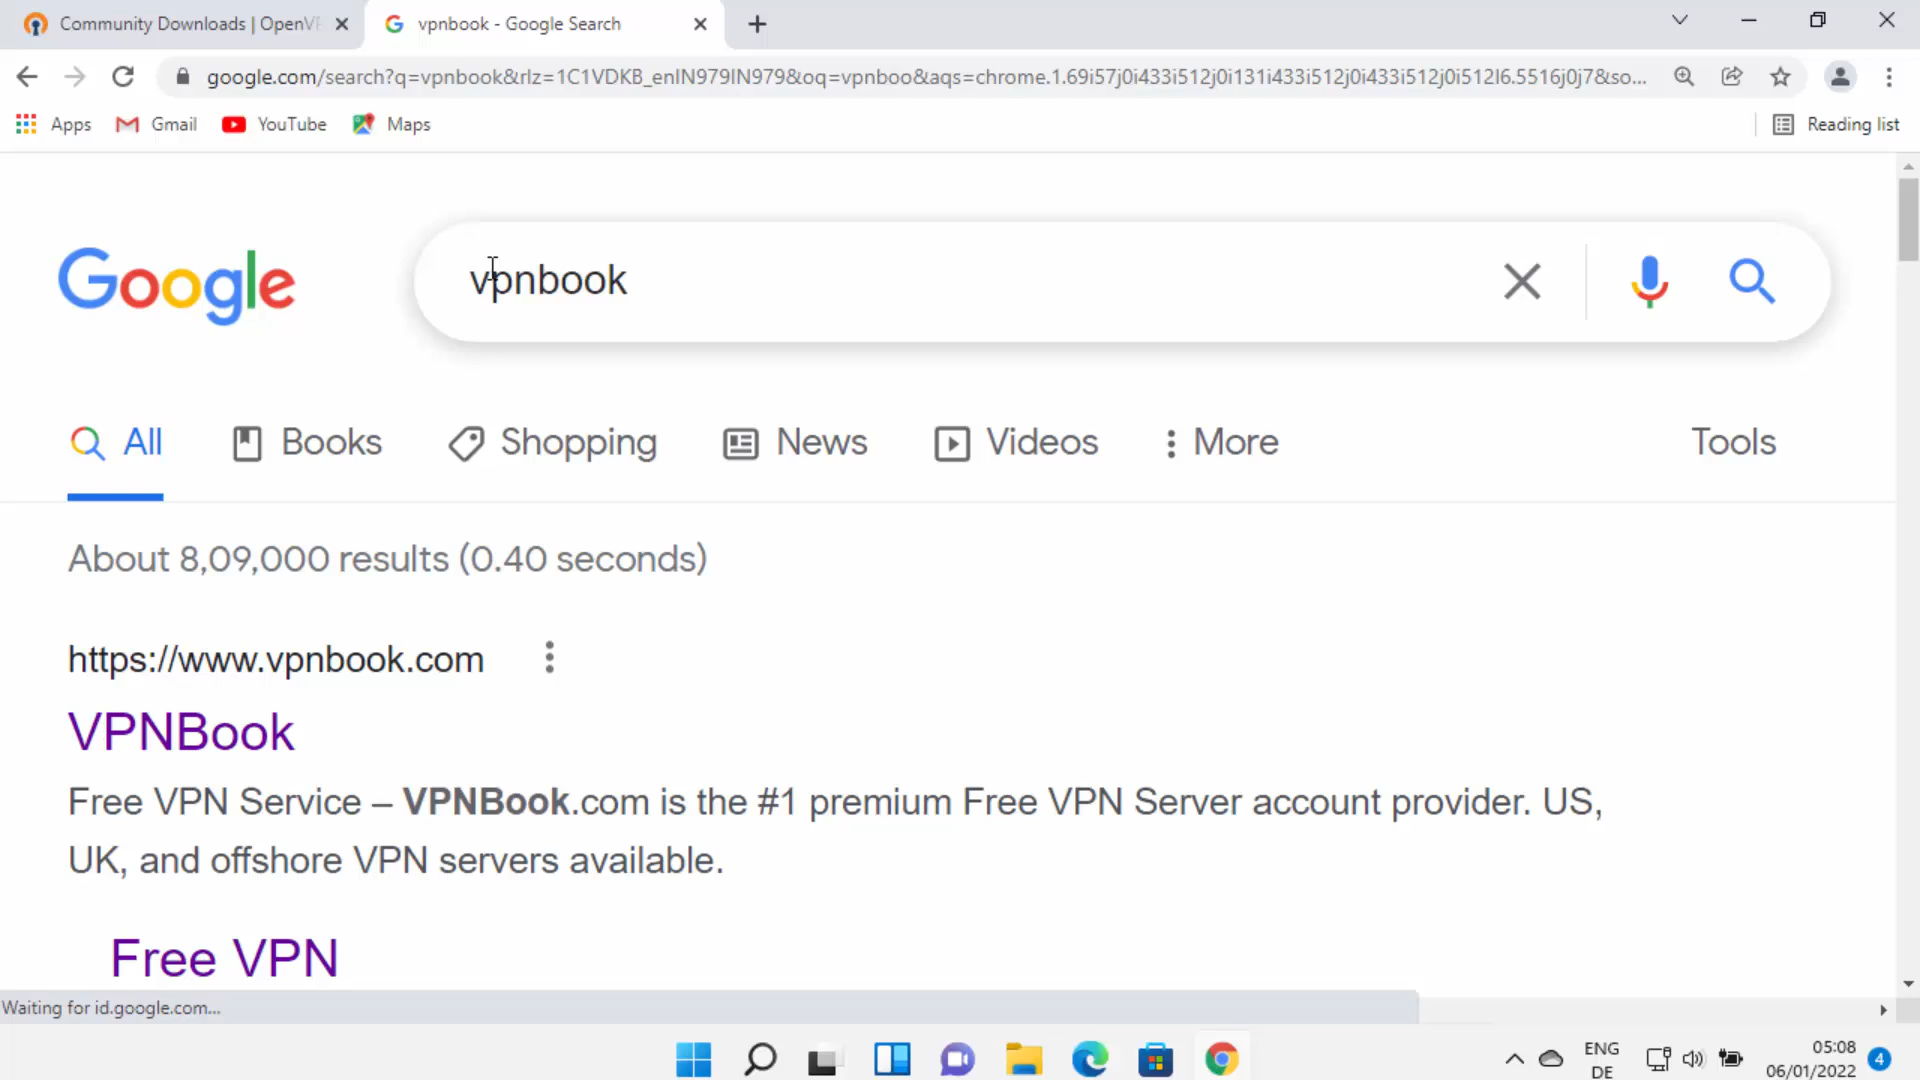 Community Downloads | OpenVP
vpnbook - Google Search
google.com/search?q=vpnbook&rlz=1C1VDKB_enIN979IN979&oq=vpnboo&aqs=chrome.1.69i57j0i433i512j0i131i433i512j0i433i512j0i512l6.5516j0j7&so...
Apps
Gmail
YouTube
Maps
Reading list
Google
vpnbook
All
Books
Shopping
News
Videos
More
Tools
About 8,09,000 results (0.40 seconds)
https://www.vpnbook.com
VPNBook
Free VPN Service – VPNBook.com is the #1 premium Free VPN Server account provider. US,
UK, and offshore VPN servers available.
Free VPN
Waiting for id.google.com...
ENG
DE
05:08
06/01/2022
4